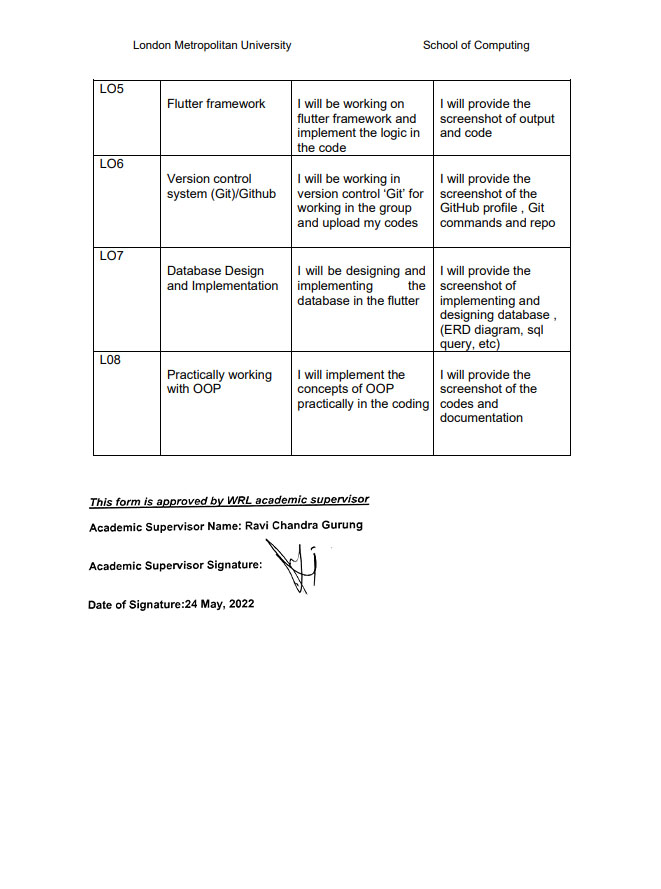 London Metropolitan University School of Computing
LO5
Flutter framework
I will be working on
flutter framework and
implement the logic in
the code
I will provide the
screenshot of output
and code
LO6
Version control
system (Git)/Github
I will be working in
version control ‘Git’ for
working in the group
and upload my codes
I will provide the
screenshot of the
GitHub profile , Git
commands and repo
LO7
Database Design
and Implementation
I will be designing and
implementing the
database in the flutter
I will provide the
screenshot of
implementing and
designing database ,
(ERD diagram, sql
query, etc)
L08
Practically working
with OOP
I will implement the
concepts of OOP
practically in the coding
I will provide the
screenshot of the
codes and
documentation
This form is approved by WRL academic supervisor
Academic Supervisor Name: Ravi Chandra Gurung
Academic Supervisor Signature:
Date of Signature:24 May, 2022